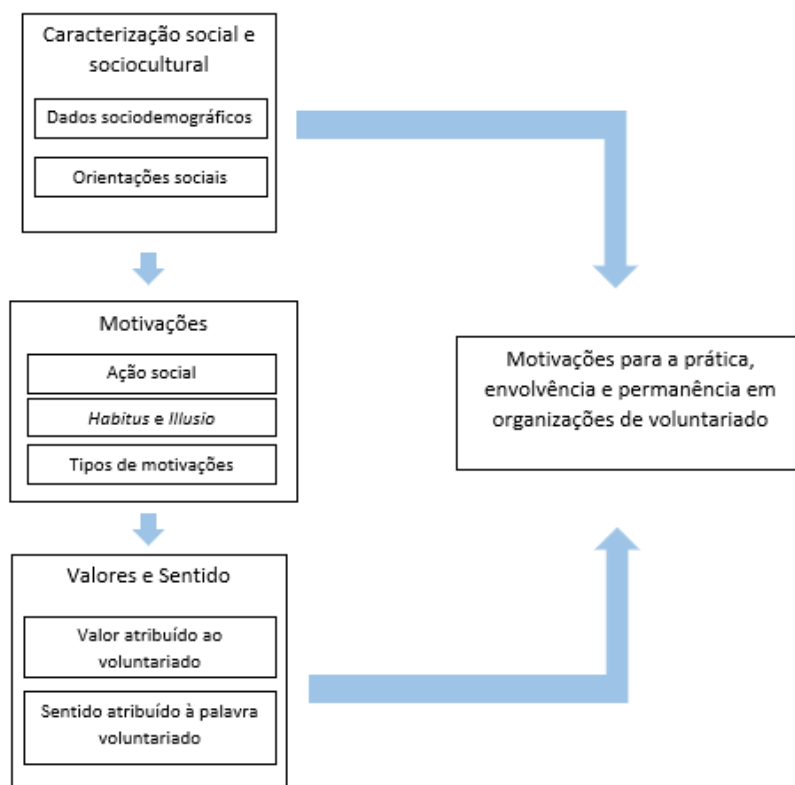 Caracterização social e
sociocultural
Dados sociodemográficos
Orientações sociais
Motivações
Ação social
Habitus e Illusio
Tipos de motivações
Valores e Sentido
Valor atribuído ao
voluntariado
Sentido atribuído à palavra
voluntariado
Motivações para a prática,
envolvência e permanência em
organizações de voluntariado